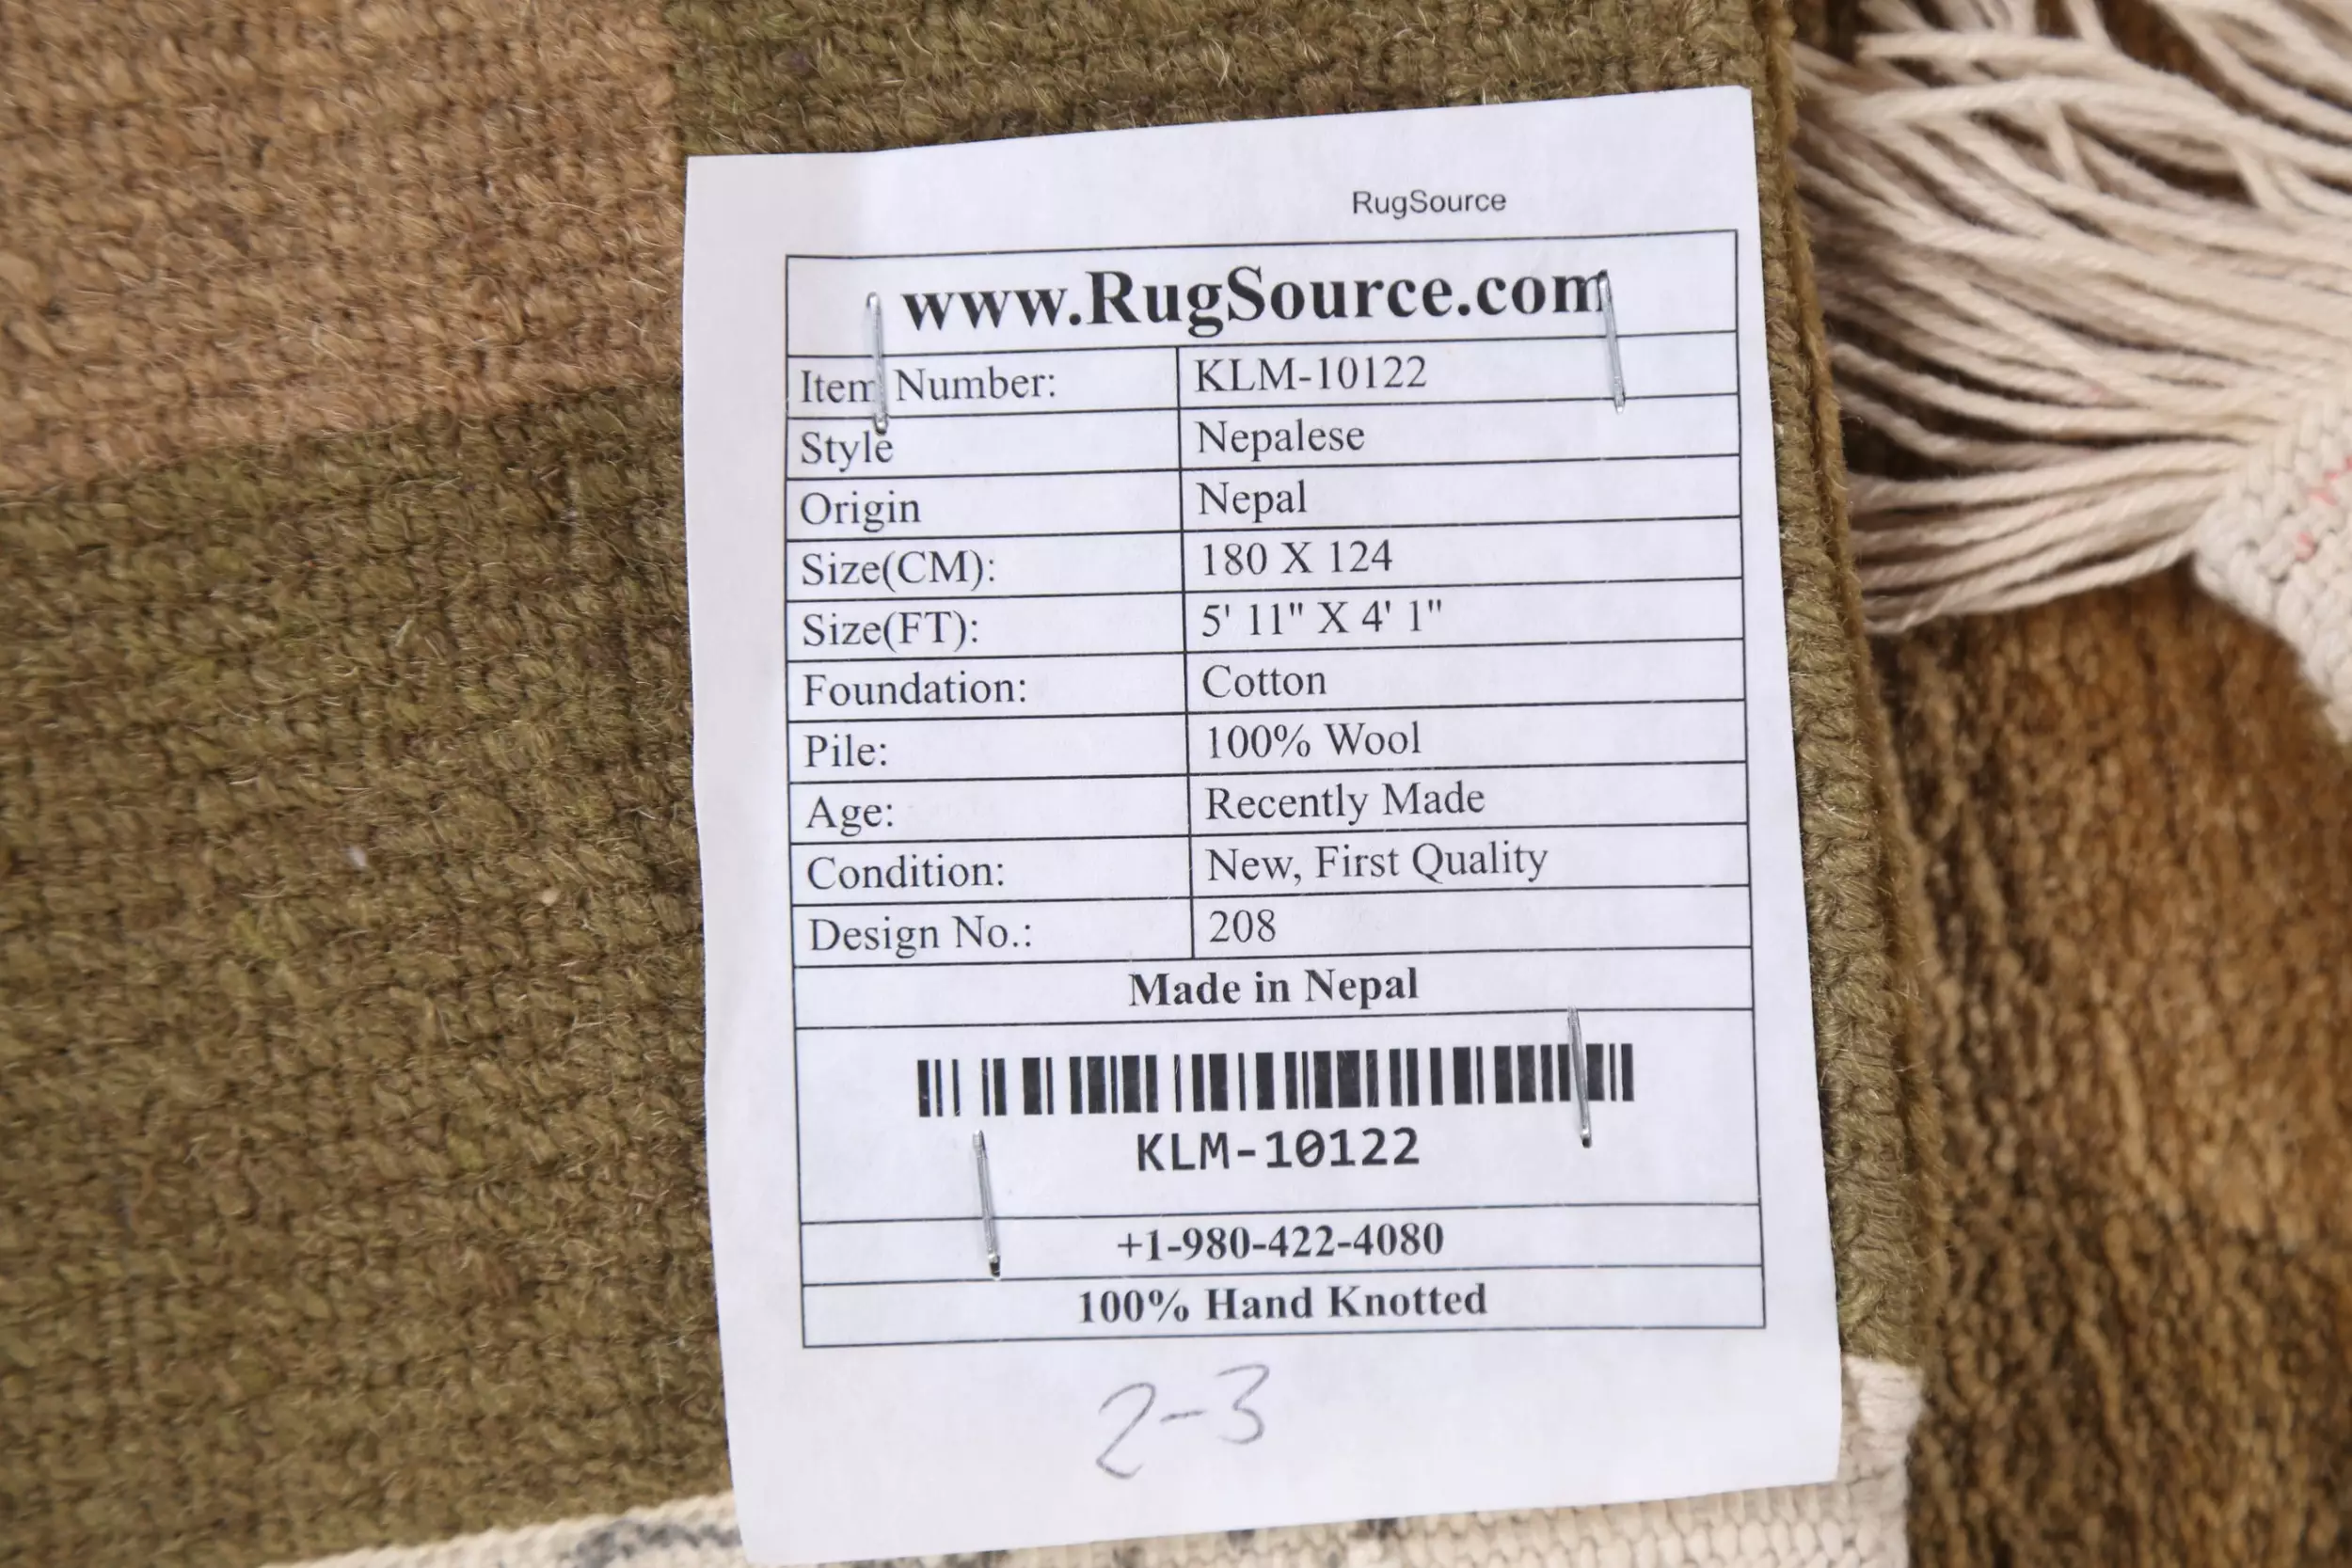 RugSource
www.RugSource.com
Item Number: KLM-10122
Style Nepalese
Origin Nepal
Size(CM): 180 X 124
Size(FT): 5' 11" X 4' 1"
Foundation: Cotton
Pile: 100% Wool
Age: Recently Made
Condition: New, First Quality
Design No.: 208
Made in Nepal
KLM-10122
+1-980-422-4080
100% Hand Knotted
2-3